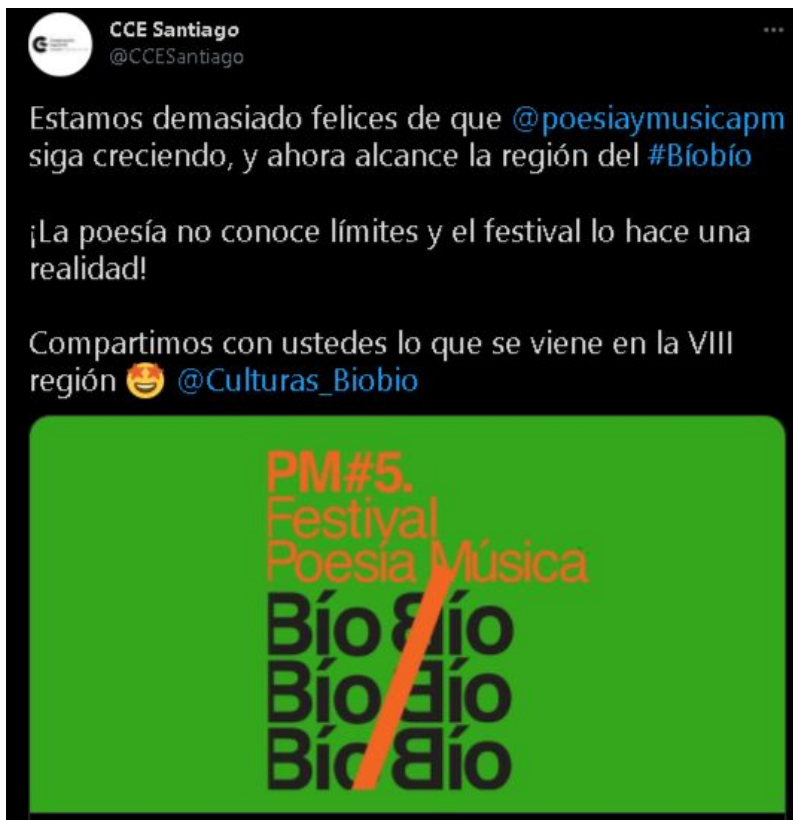 CCE Santiago
@CCESantiago
Estamos demasiado felices de que @poesiaymusicapm
siga creciendo, y ahora alcance la región del #Bíobío
¡La poesía no conoce límites y el festival lo hace una
realidad!
Compartimos con ustedes lo que se viene en la VIII
región 🤩 @Culturas_Biobio
PM#5.
Festival
Poesía/Música
Bío Bío
Bío Bío
Bío Bío